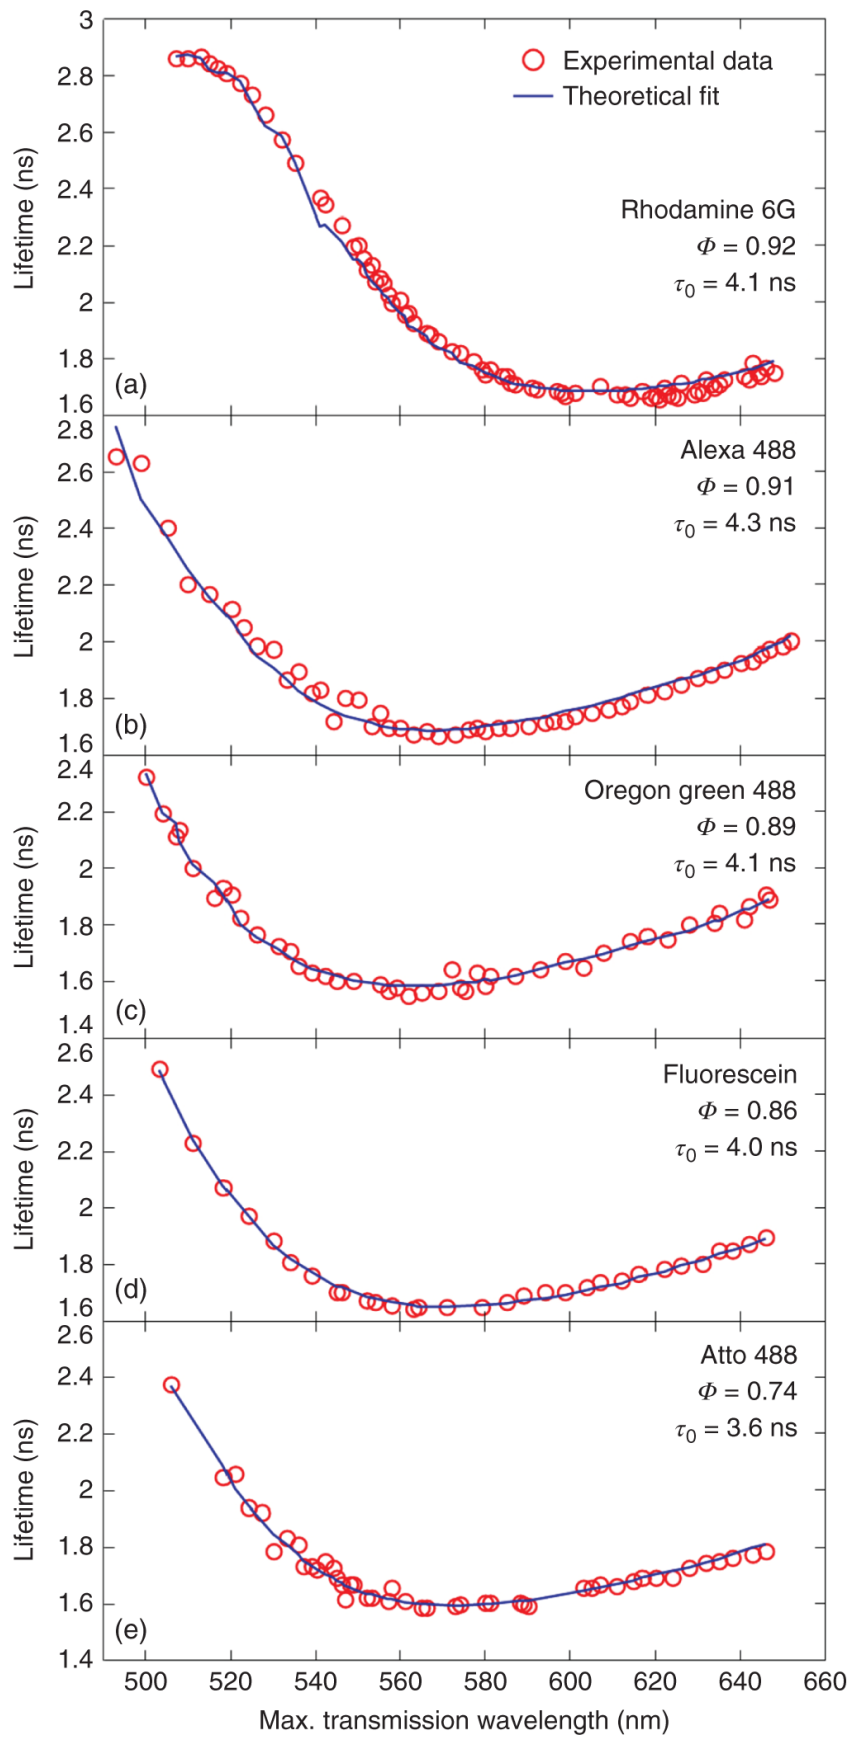 3
2.8
2.6
2.4
2.2
2
1.8
1.6
Lifetime (ns)
Experimental data
Theoretical fit
Rhodamine 6G
Φ = 0.92
τ0 = 4.1 ns
(a)
2.8
2.6
2.4
2.2
2
1.8
1.6
Lifetime (ns)
Alexa 488
Φ = 0.91
τ0 = 4.3 ns
(b)
2.4
2.2
2
1.8
1.6
1.4
Lifetime (ns)
Oregon green 488
Φ = 0.89
τ0 = 4.1 ns
(c)
2.6
2.4
2.2
2
1.8
1.6
Lifetime (ns)
Fluorescein
Φ = 0.86
τ0 = 4.0 ns
(d)
2.6
2.4
2.2
2
1.8
1.6
1.4
Lifetime (ns)
Atto 488
Φ = 0.74
τ0 = 3.6 ns
(e)
500 520 540 560 580 600 620 640 660
Max. transmission wavelength (nm)